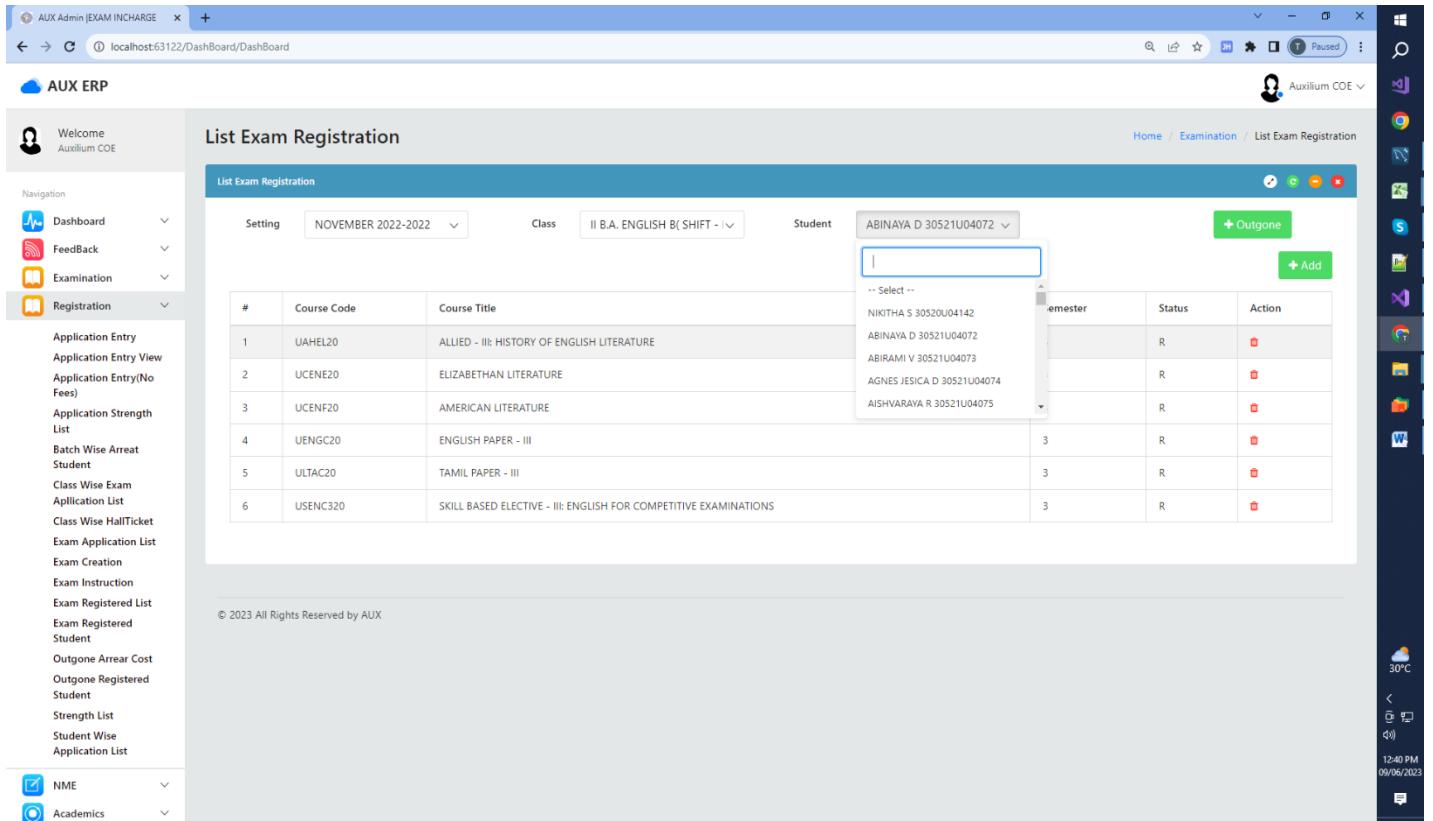 AUX Admin |EXAM INCHARGE
localhost:63122/DashBoard/DashBoard
Paused
AUX ERP
Auxilium COE
Welcome
Auxilium COE
Navigation
Dashboard
FeedBack
Examination
Registration
Application Entry
Application Entry View
Application Entry(No
Fees)
Application Strength
List
Batch Wise Arreat
Student
Class Wise Exam
Apllication List
Class Wise HallTicket
Exam Application List
Exam Creation
Exam Instruction
Exam Registered List
Exam Registered
Student
Outgone Arrear Cost
Outgone Registered
Student
Strength List
Student Wise
Application List
NME
Academics
List Exam Registration
Home / Examination / List Exam Registration
List Exam Registration
Setting NOVEMBER 2022-2022 Class II B.A. ENGLISH B( SHIFT - Student ABINAYA D 30521U04072 + Outgone
+ Add
-- Select --
NIKITHA S 30520U04142
ABINAYA D 30521U04072
ABIRAMI V 30521U04073
AGNES JESICA D 30521U04074
AISHVARAYA R 30521U04075
# Course Code Course Title emester Status Action
1 UAHEL20 ALLIED - III: HISTORY OF ENGLISH LITERATURE R
2 UCENE20 ELIZABETHAN LITERATURE R
3 UCENF20 AMERICAN LITERATURE R
4 UENGC20 ENGLISH PAPER - III 3 R
5 ULTAC20 TAMIL PAPER - III 3 R
6 USENC320 SKILL BASED ELECTIVE - III: ENGLISH FOR COMPETITIVE EXAMINATIONS 3 R
© 2023 All Rights Reserved by AUX
30°C
12:40 PM
09/06/2023